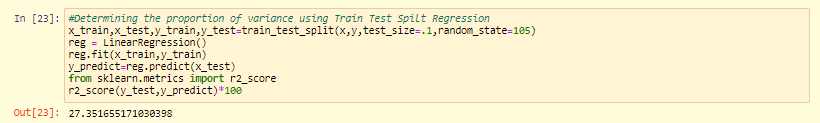 In [23]: #Determining the proportion of variance using Train Test Spilt Regression
x_train,x_test,y_train,y_test=train_test_split(x,y,test_size=.1,random_state=105)
reg = LinearRegression()
reg.fit(x_train,y_train)
y_predict=reg.predict(x_test)
from sklearn.metrics import r2_score
r2_score(y_test,y_predict)*100
Out[23]: 27.351655171030398